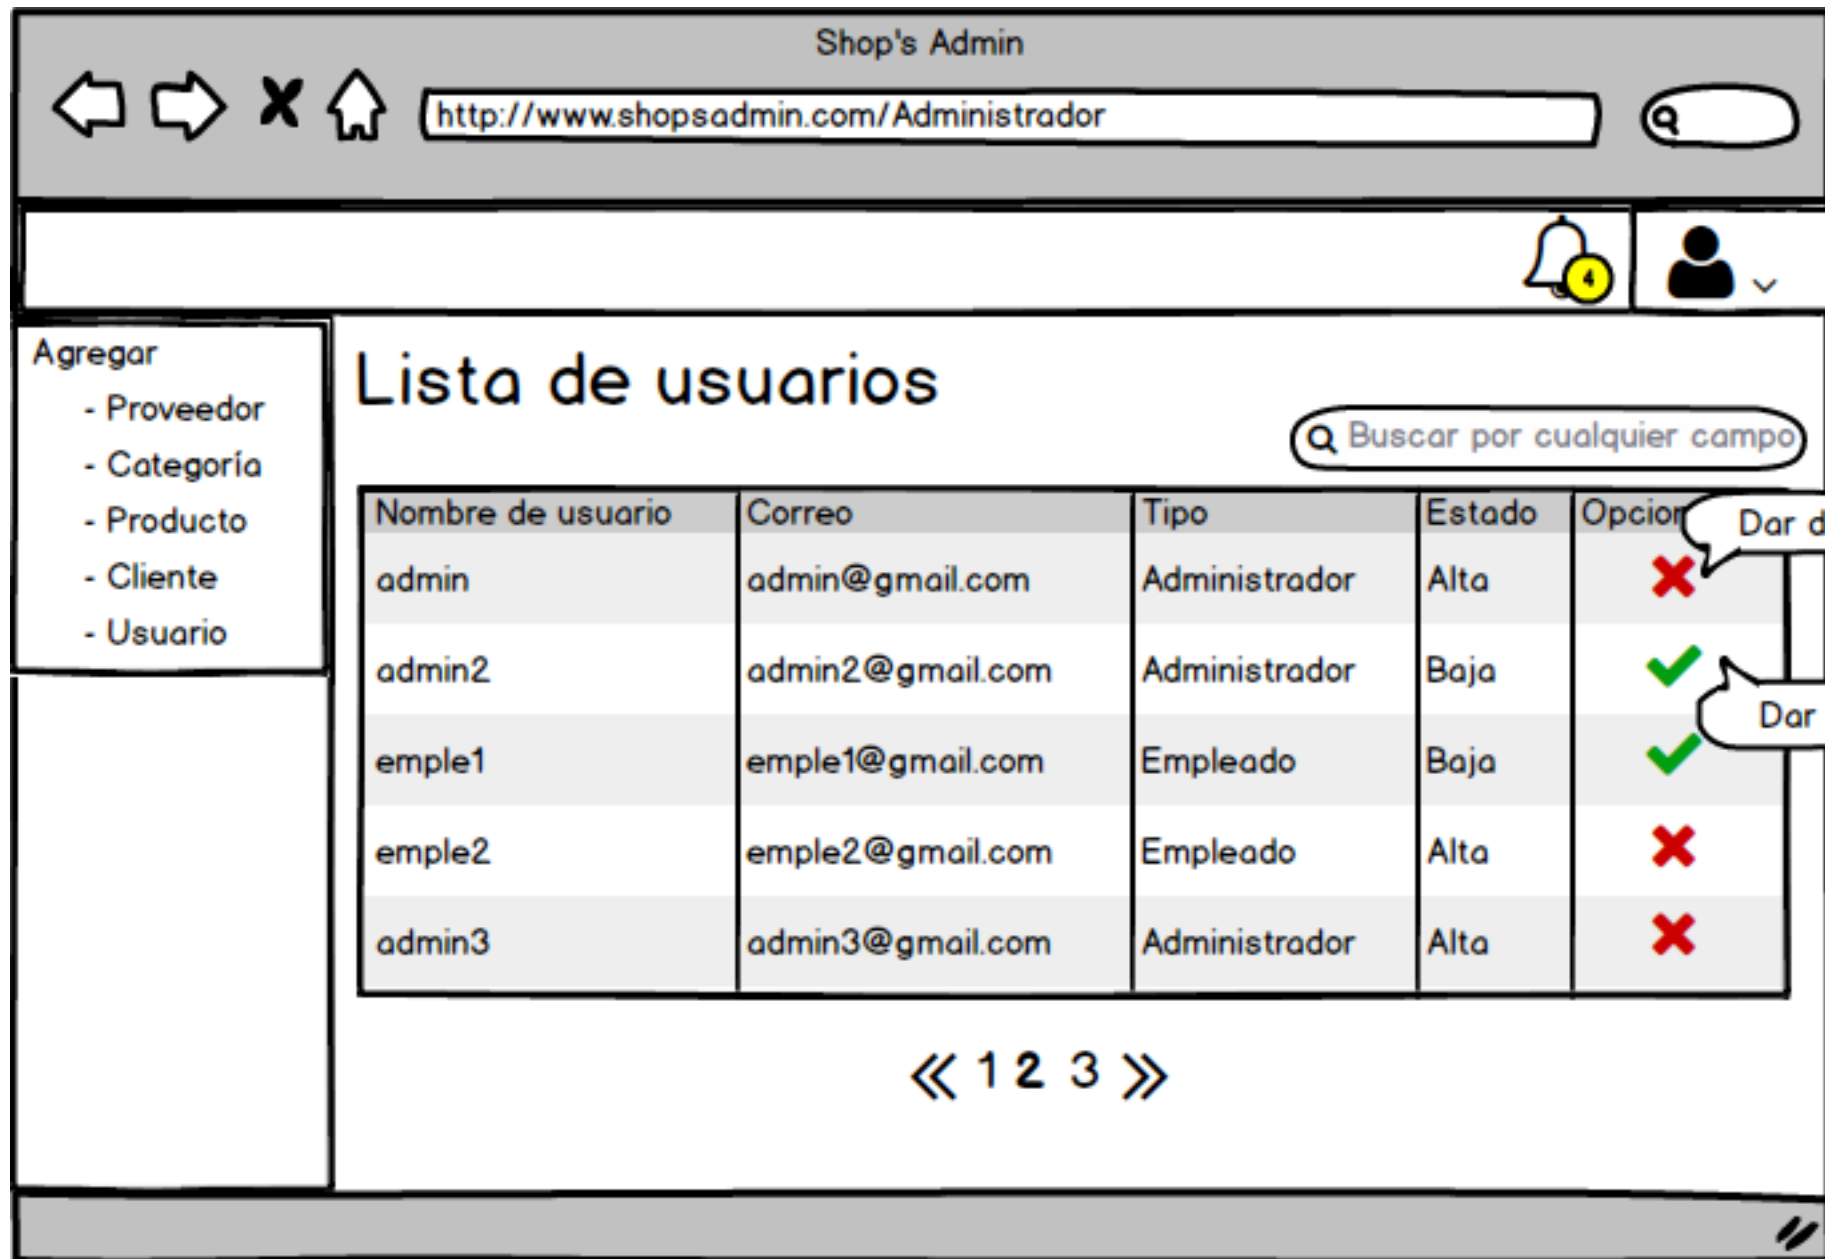 Shop's Admin
http://www.shopsadmin.com/Administrador
4
Agregar
- Proveedor
- Categoría
- Producto
- Cliente
- Usuario
Lista de usuarios
Buscar por cualquier campo
Nombre de usuario Correo Tipo Estado
Dar
admin admin@gmail.com Administrador Alta
admin2 admin2@gmail.com Administrador Baja
Dar
emple1 emple1@gmail.com Empleado Baja
emple2 emple2@gmail.com Empleado Alta
admin3 admin3@gmail.com Administrador Alta
1 2 3